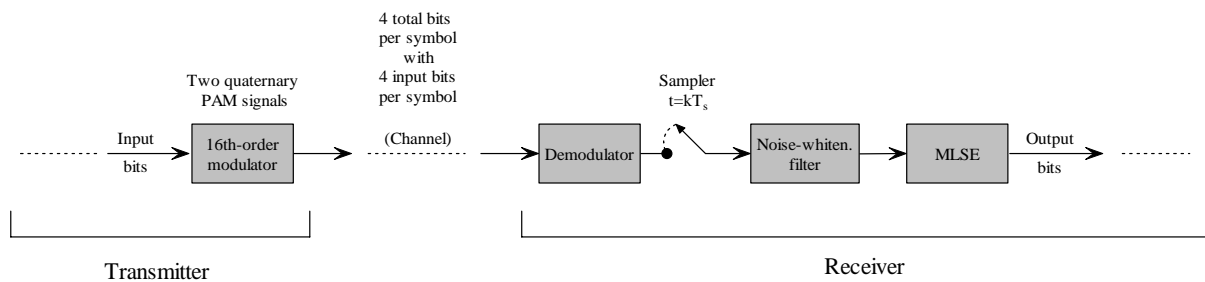 4 total bits
per symbol
with
4 input bits
per symbol
Two quaternary
PAM signals
Sampler
t=kTs
Input
bits
16th-order
modulator
(Channel)
Demodulator
Noise-whiten.
filter
MLSE
Output
bits
Transmitter
Receiver